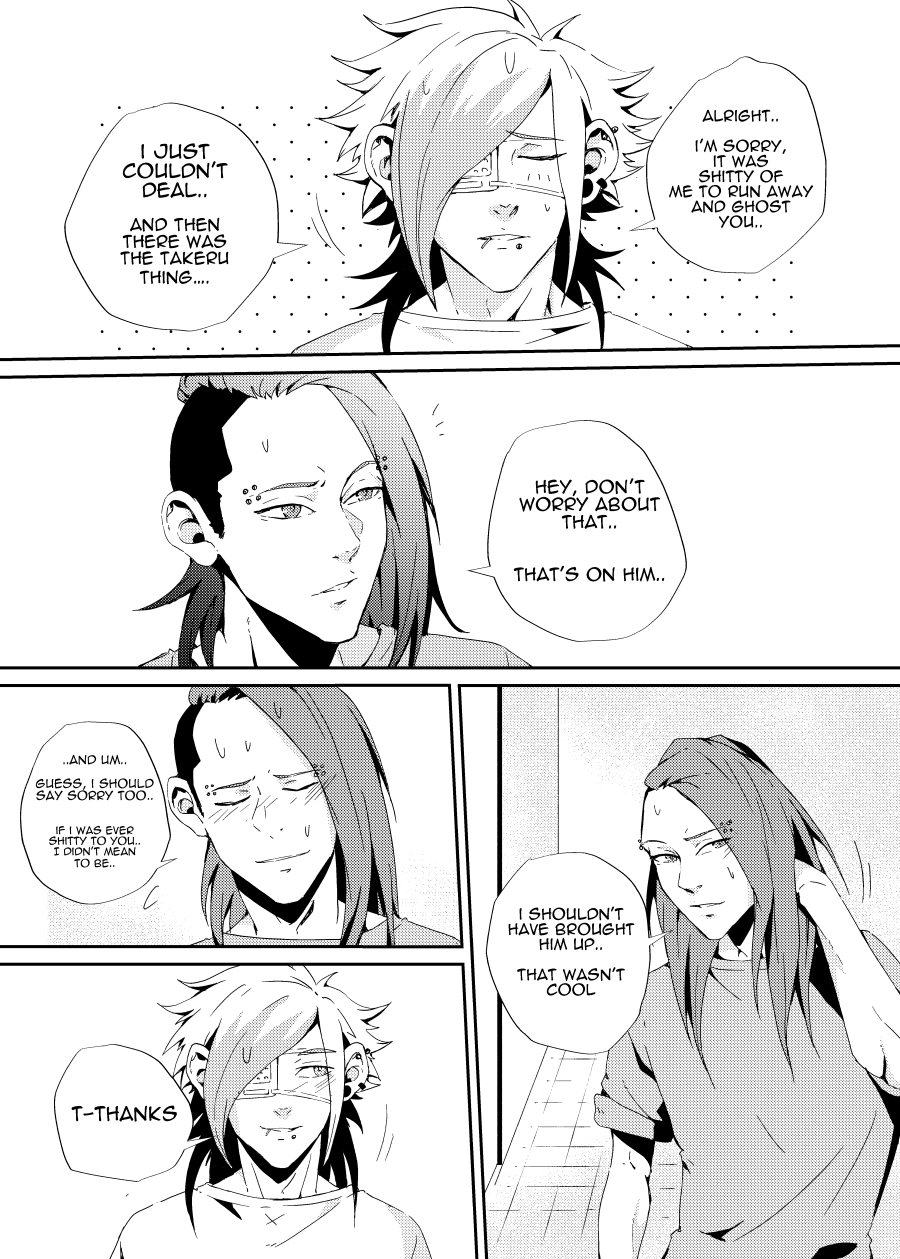 ALRIGHT..
I'M SORRY,
IT WAS
SHITTY OF
ME TO RUN AWAY
AND GHOST
YOU..
I JUST
COULDN'T
DEAL..
AND THEN
THERE WAS
THE TAKERU
THING....
HEY, DON'T
WORRY ABOUT
THAT..
THAT'S ON HIM..
..AND UM..
GUESS, I SHOULD
SAY SORRY TOO..
IF I WAS EVER
SHITTY TO YOU..
I DIDN'T MEAN
TO BE..
I SHOULDN'T
HAVE BROUGHT
HIM UP..
THAT WASN'T
COOL
T-THANKS